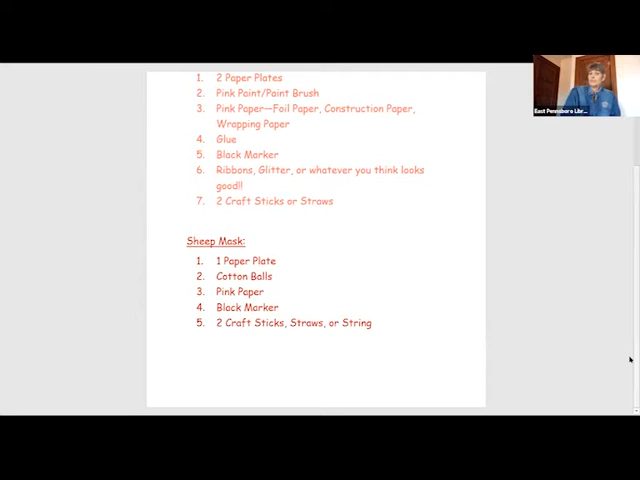 1. 2 Paper Plates
2. Pink Paint/Paint Brush
3. Pink Paper—Foil Paper, Construction Paper,
Wrapping Paper
4. Glue
5. Black Marker
6. Ribbons, Glitter, or whatever you think looks
good!!
7. 2 Craft Sticks or Straws
Sheep Mask:
1. 1 Paper Plate
2. Cotton Balls
3. Pink Paper
4. Black Marker
5. 2 Craft Sticks, Straws, or String
East Pennsboro Libr...